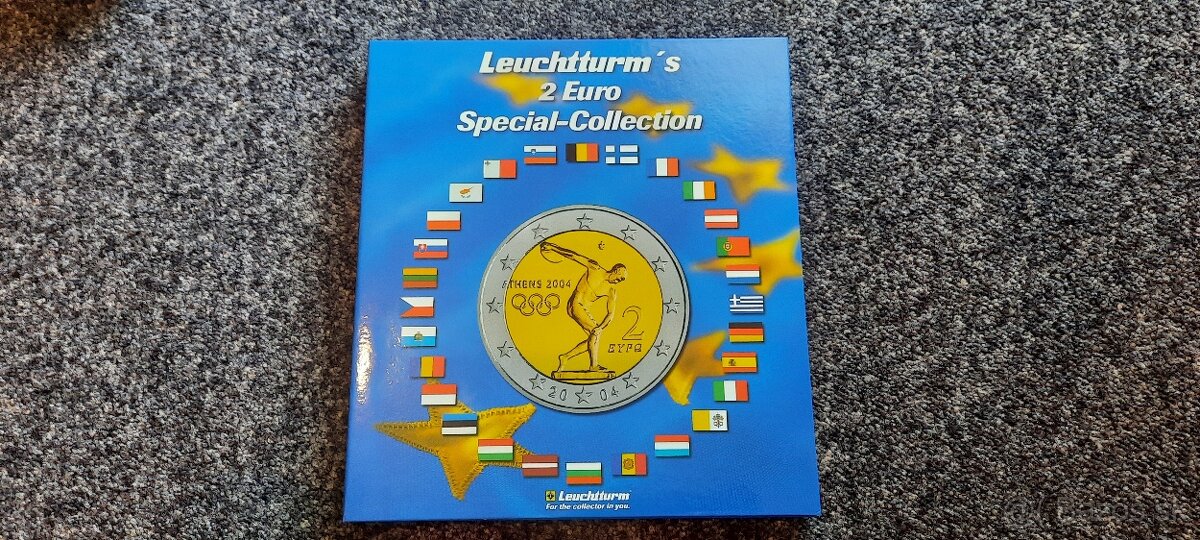 Leuchtturm´s
2 Euro
Special-Collection
ATHENS 2004
2
ΕΥΡΩ
20 04
Leuchtturm
For the collector in you.